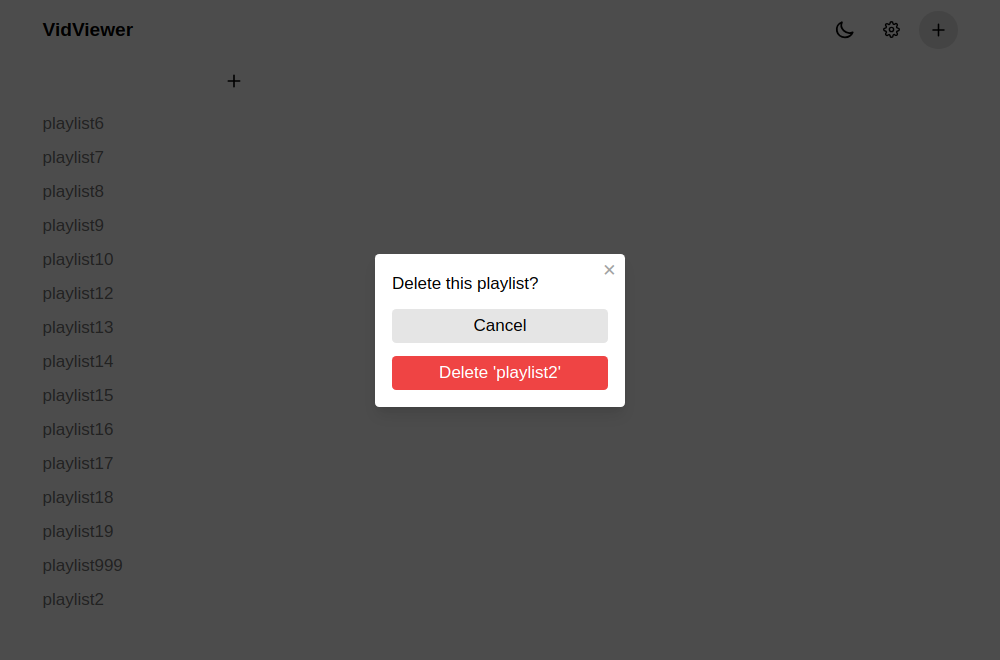 VidViewer
playlist6
playlist7
playlist8
playlist9
playlist10
playlist12
playlist13
playlist14
playlist15
playlist16
playlist17
playlist18
playlist19
playlist999
playlist2
Delete this playlist?
Cancel
Delete 'playlist2'